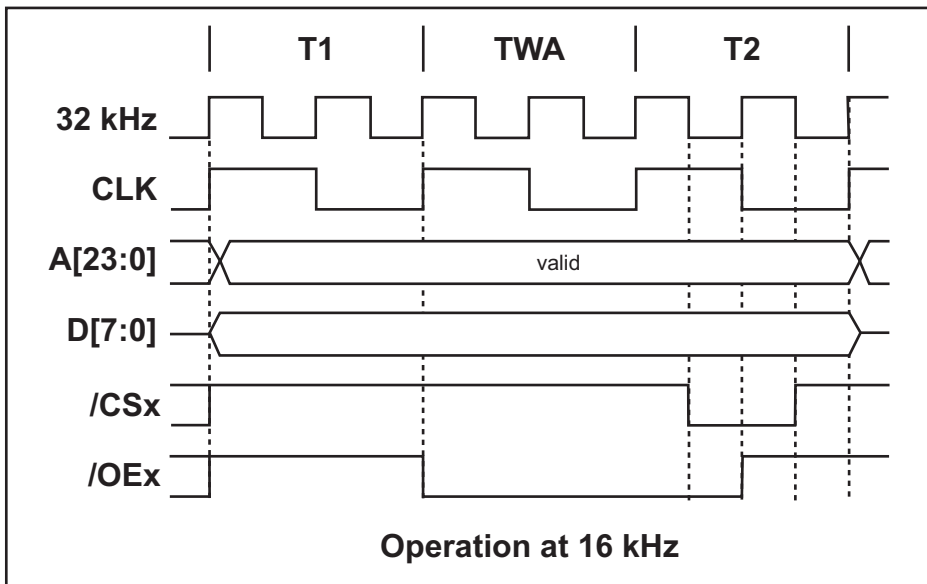 T1 TWA T2
32 kHz
CLK
A[23:0] valid
D[7:0]
/CSx
/OEx
Operation at 16 kHz